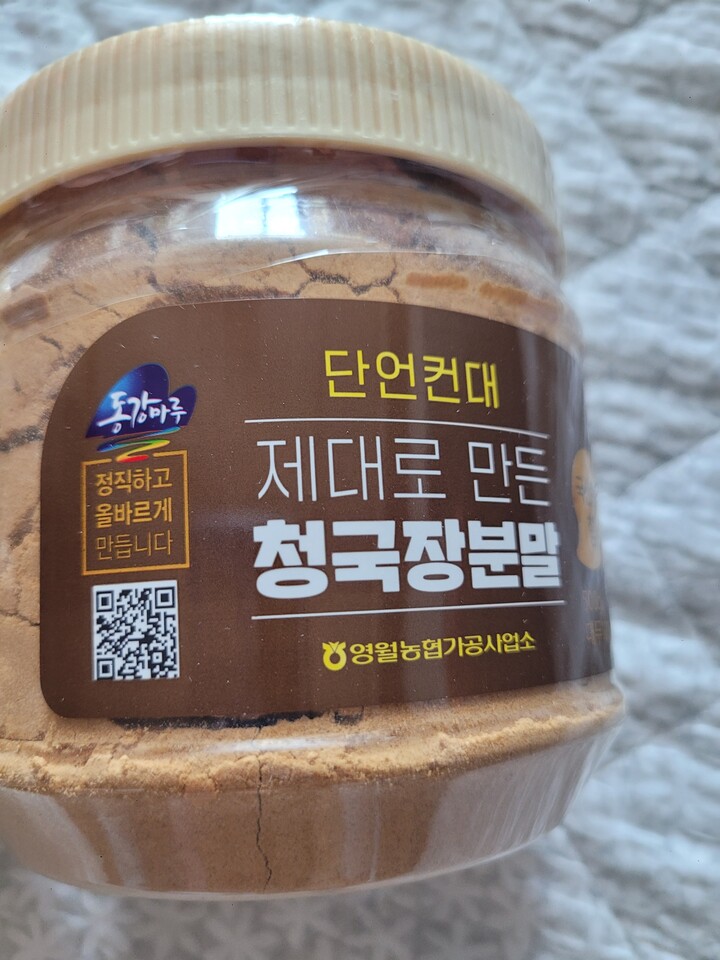 단언컨대
제대로 만든
청국장분말
영월농협가공사업소
동강마루
정직하고
올바르게
만듭니다